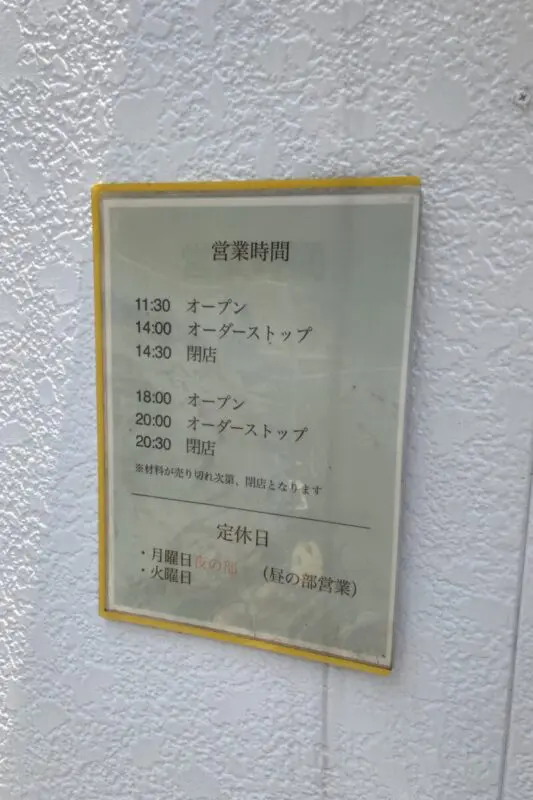 営業時間
11:30 オープン
14:00 オーダーストップ
14:30 閉店
18:00 オープン
20:00 オーダーストップ
20:30 閉店
※材料が売り切れ次第、閉店となります
定休日
・月曜日夜の部 (昼の部営業)
・火曜日